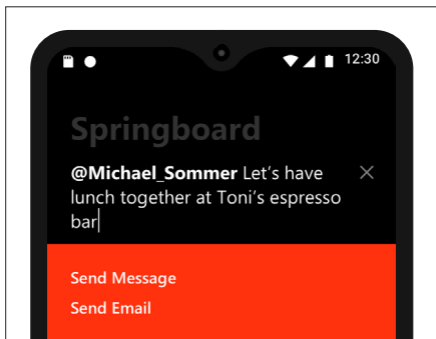 12:30
Springboard
@Michael_Sommer Let's have
lunch together at Toni's espresso
bar
Send Message
Send Email